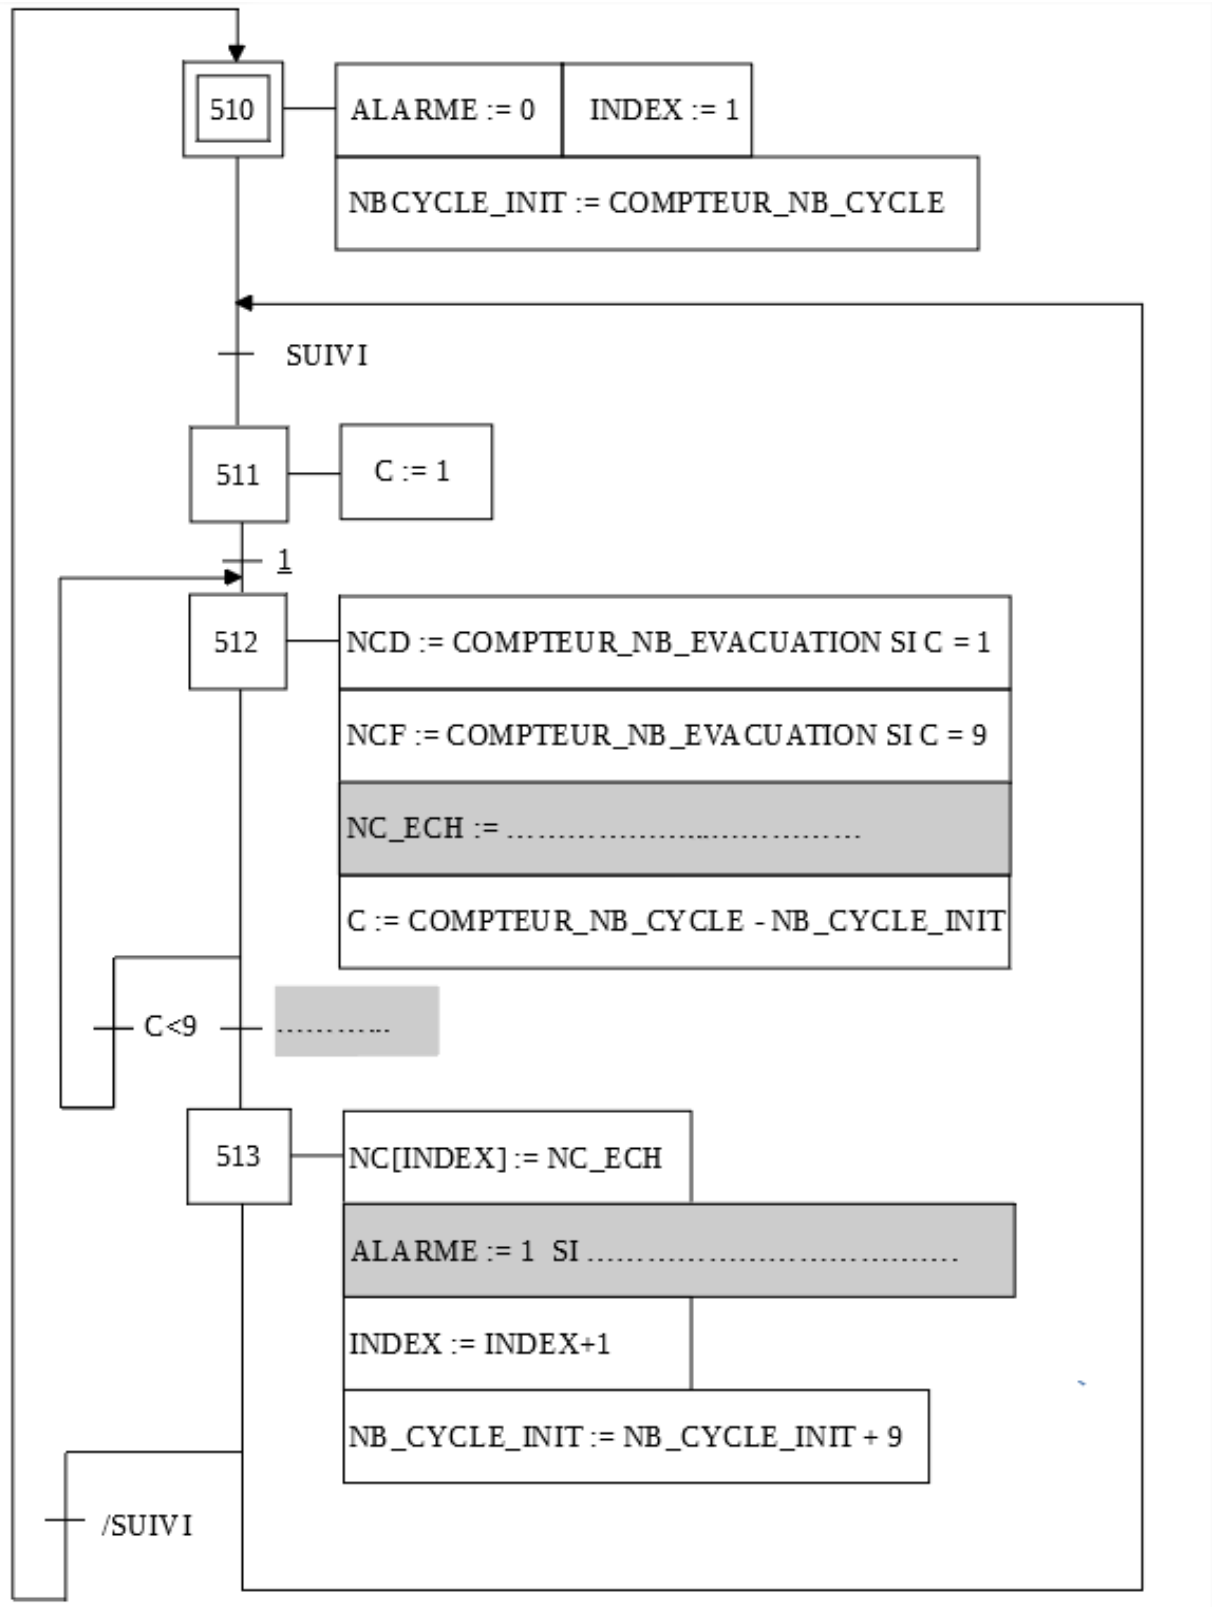 510
ALARME := 0
INDEX := 1
NBCYCLE_INIT := COMPTEUR_NB_CYCLE
SUIVI
511
C := 1
1
512
NCD := COMPTEUR_NB_EVACUATION SI C = 1
NCF := COMPTEUR_NB_EVACUATION SI C = 9
NC_ECH := ....................................
C := COMPTEUR_NB_CYCLE - NB_CYCLE_INIT
C<9
............
513
NC[INDEX] := NC_ECH
ALARME := 1 SI ....................................
INDEX := INDEX+1
NB_CYCLE_INIT := NB_CYCLE_INIT + 9
/SUIVI